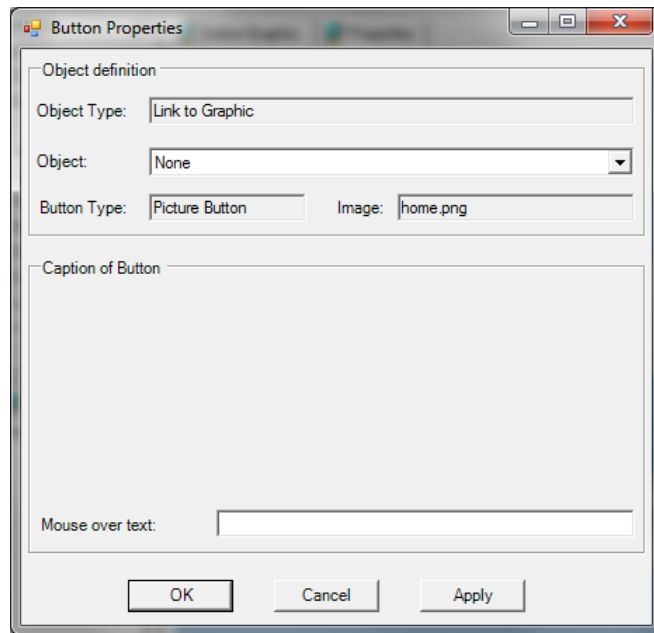 Button Properties
Object definition
Object Type: Link to Graphic
Object: None
Button Type: Picture Button Image: home.png
Caption of Button
Mouse over text:
OK Cancel Apply